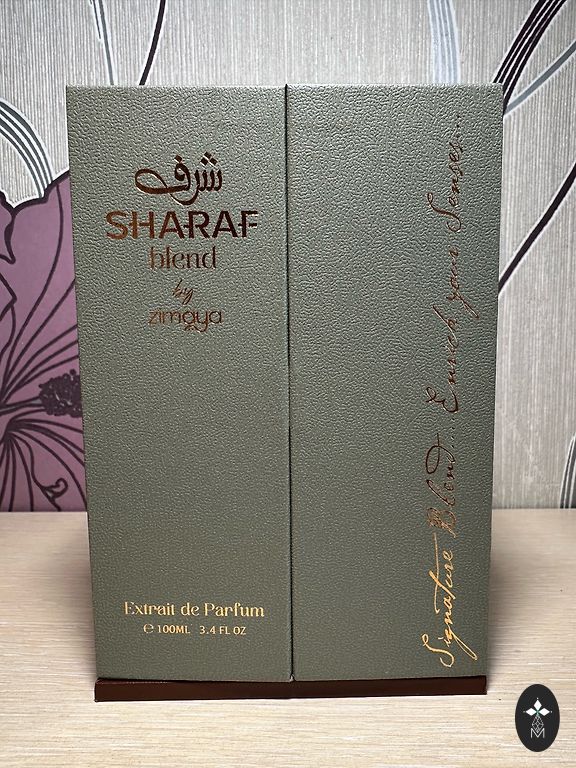 شرف
SHARAF
blend
by
zimaya
Extrait de Parfum
℮ 100ML 3.4 FL OZ
Signature Blend... Enrich your Senses....
M